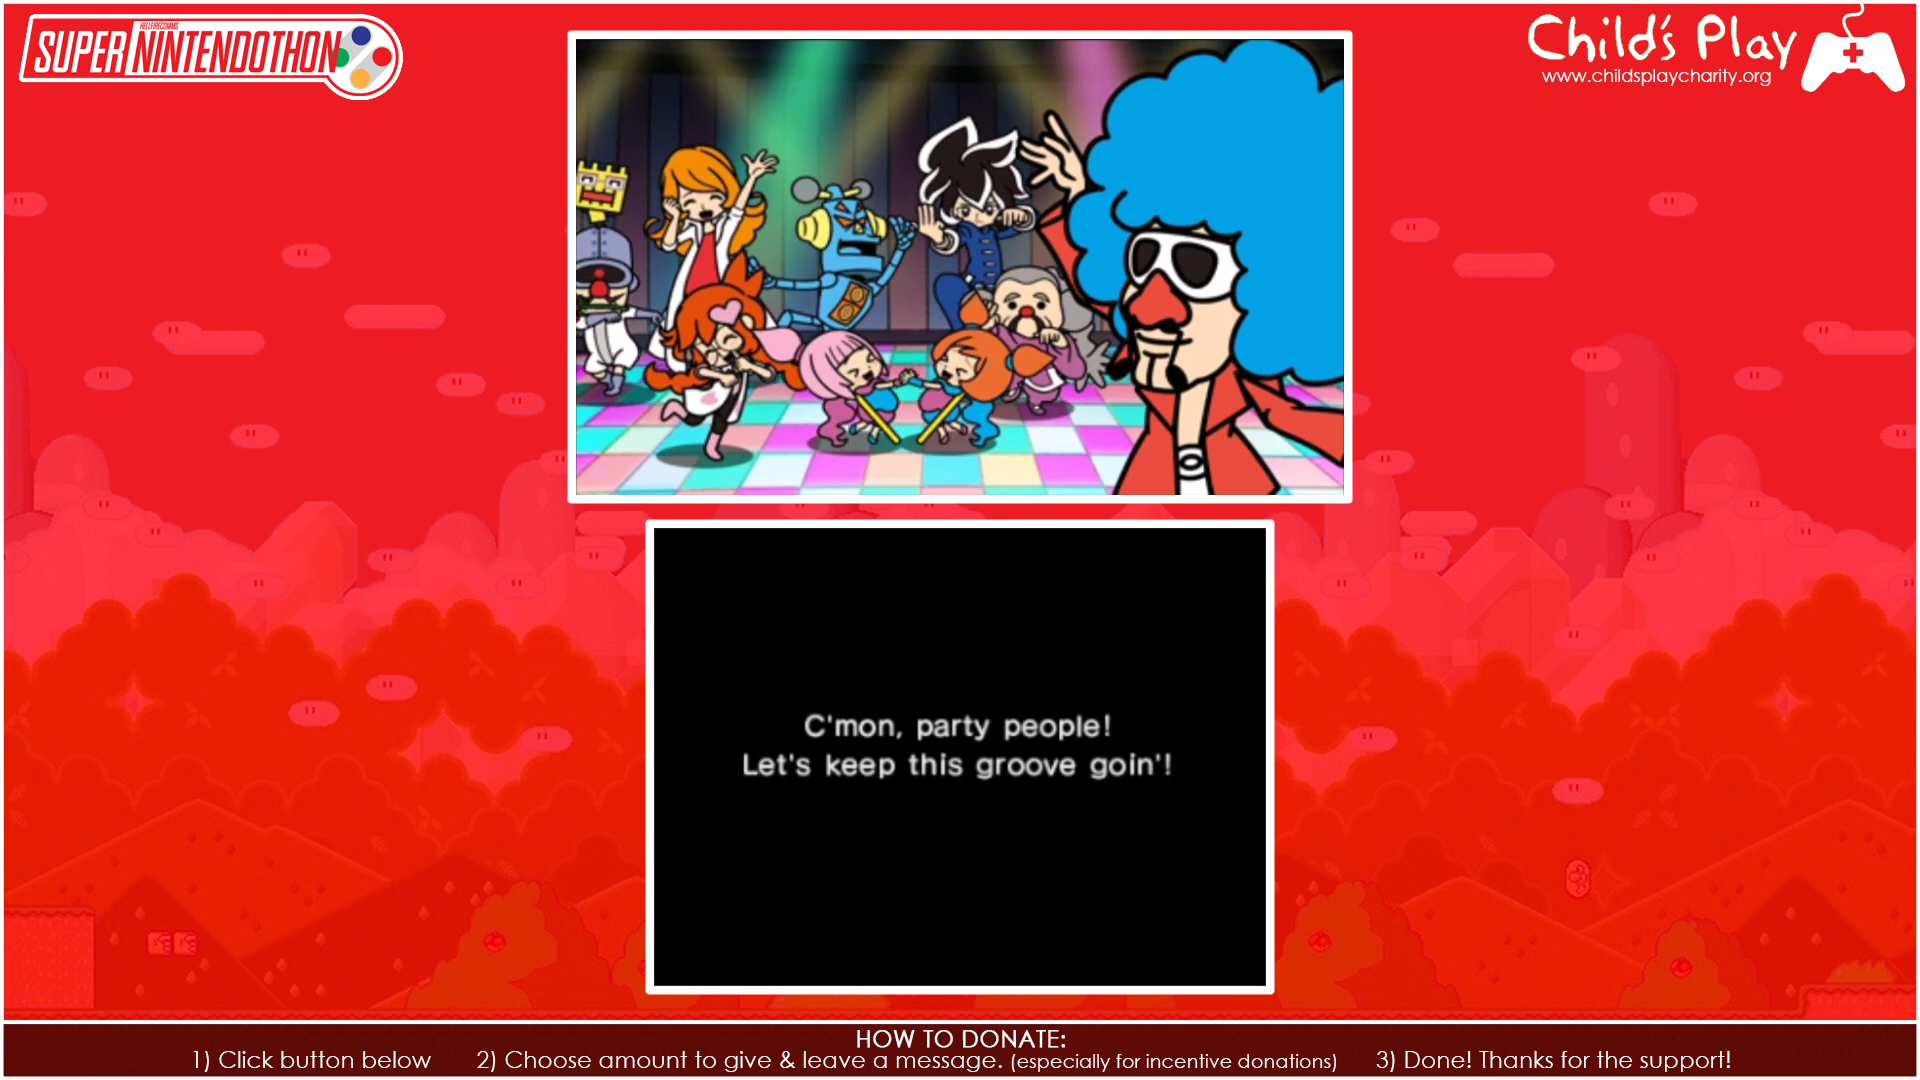 HELLFIRECOMMS
SUPER NINTENDOTHON
Child's Play
www.childsplaycharity.org
C'mon, party people!
Let's keep this groove goin'!
HOW TO DONATE:
1) Click button below 2) Choose amount to give & leave a message. (especially for incentive donations) 3) Done! Thanks for the support!